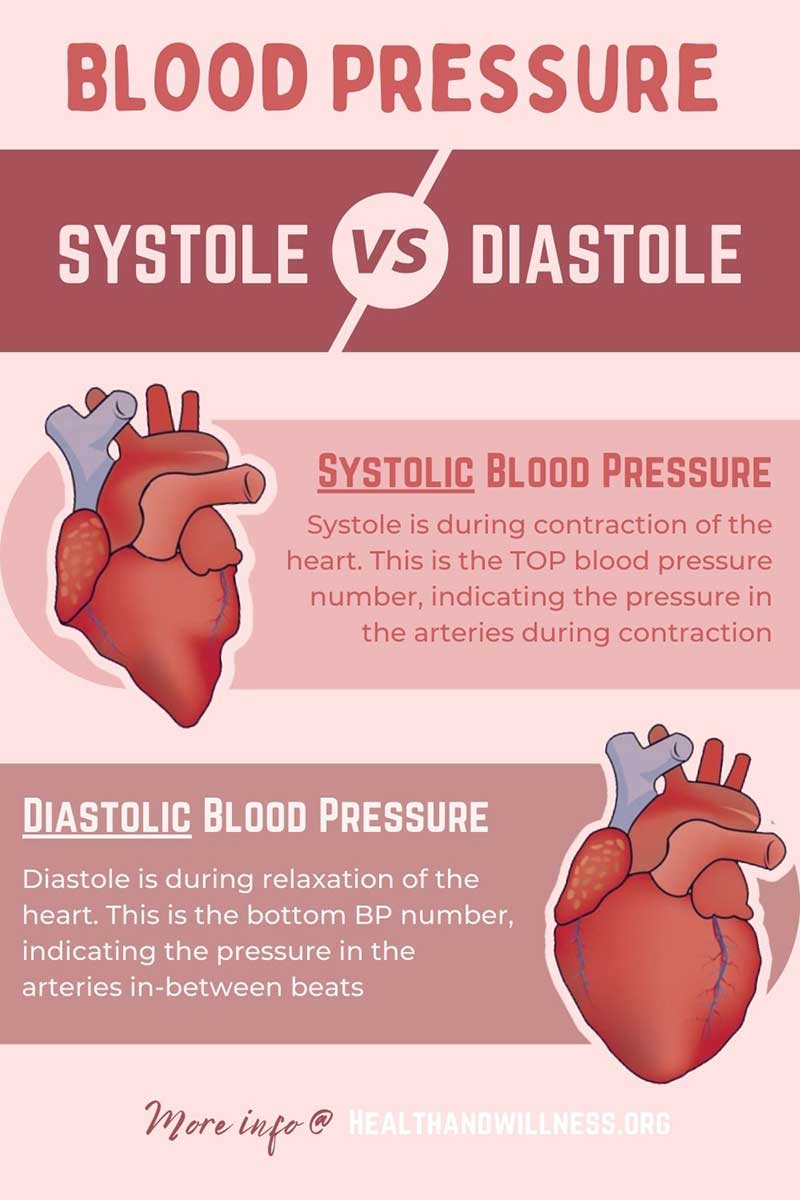 BLOOD PRESSURE
SYSTOLE VS DIASTOLE
SYSTOLIC BLOOD PRESSURE
Systole is during contraction of the
heart. This is the TOP blood pressure
number, indicating the pressure in
the arteries during contraction
DIASTOLIC BLOOD PRESSURE
Diastole is during relaxation of the
heart. This is the bottom BP number,
indicating the pressure in the
arteries in-between beats
More info @ HEALTHANDWILLNESS.ORG